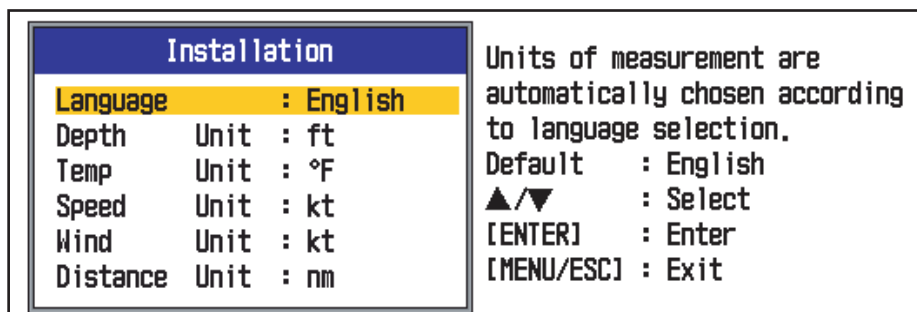 Installation
Language : English
Depth Unit : ft
Temp Unit : °F
Speed Unit : kt
Wind Unit : kt
Distance Unit : nm
Units of measurement are
automatically chosen according
to language selection.
Default : English
▲/▼ : Select
[ENTER] : Enter
[MENU/ESC] : Exit